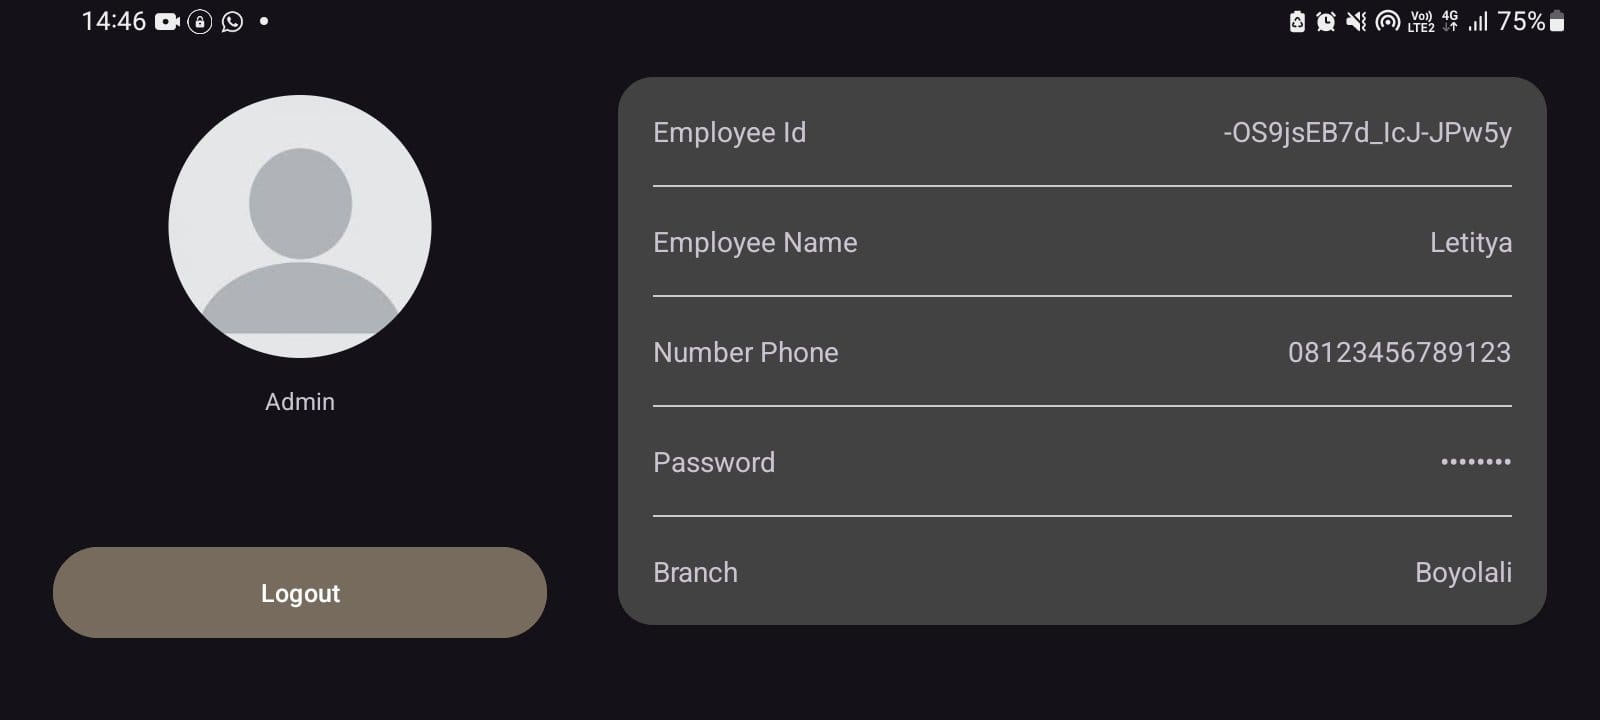 14:46
Vo)) LTE2 4G 75%
Employee Id -OS9jsEB7d_IcJ-JPw5y
Employee Name Letitya
Number Phone 08123456789123
Password ••••••••
Branch Boyolali
Admin
Logout